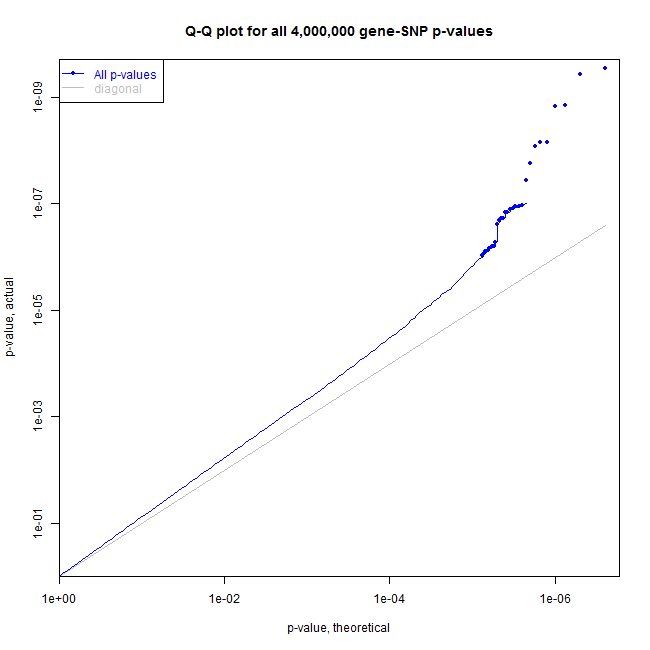 Q-Q plot for all 4,000,000 gene-SNP p-values
All p-values
diagonal
1e-09
1e-07
1e-05
1e-03
1e-01
p-value, actual
1e+00 1e-02 1e-04 1e-06
p-value, theoretical